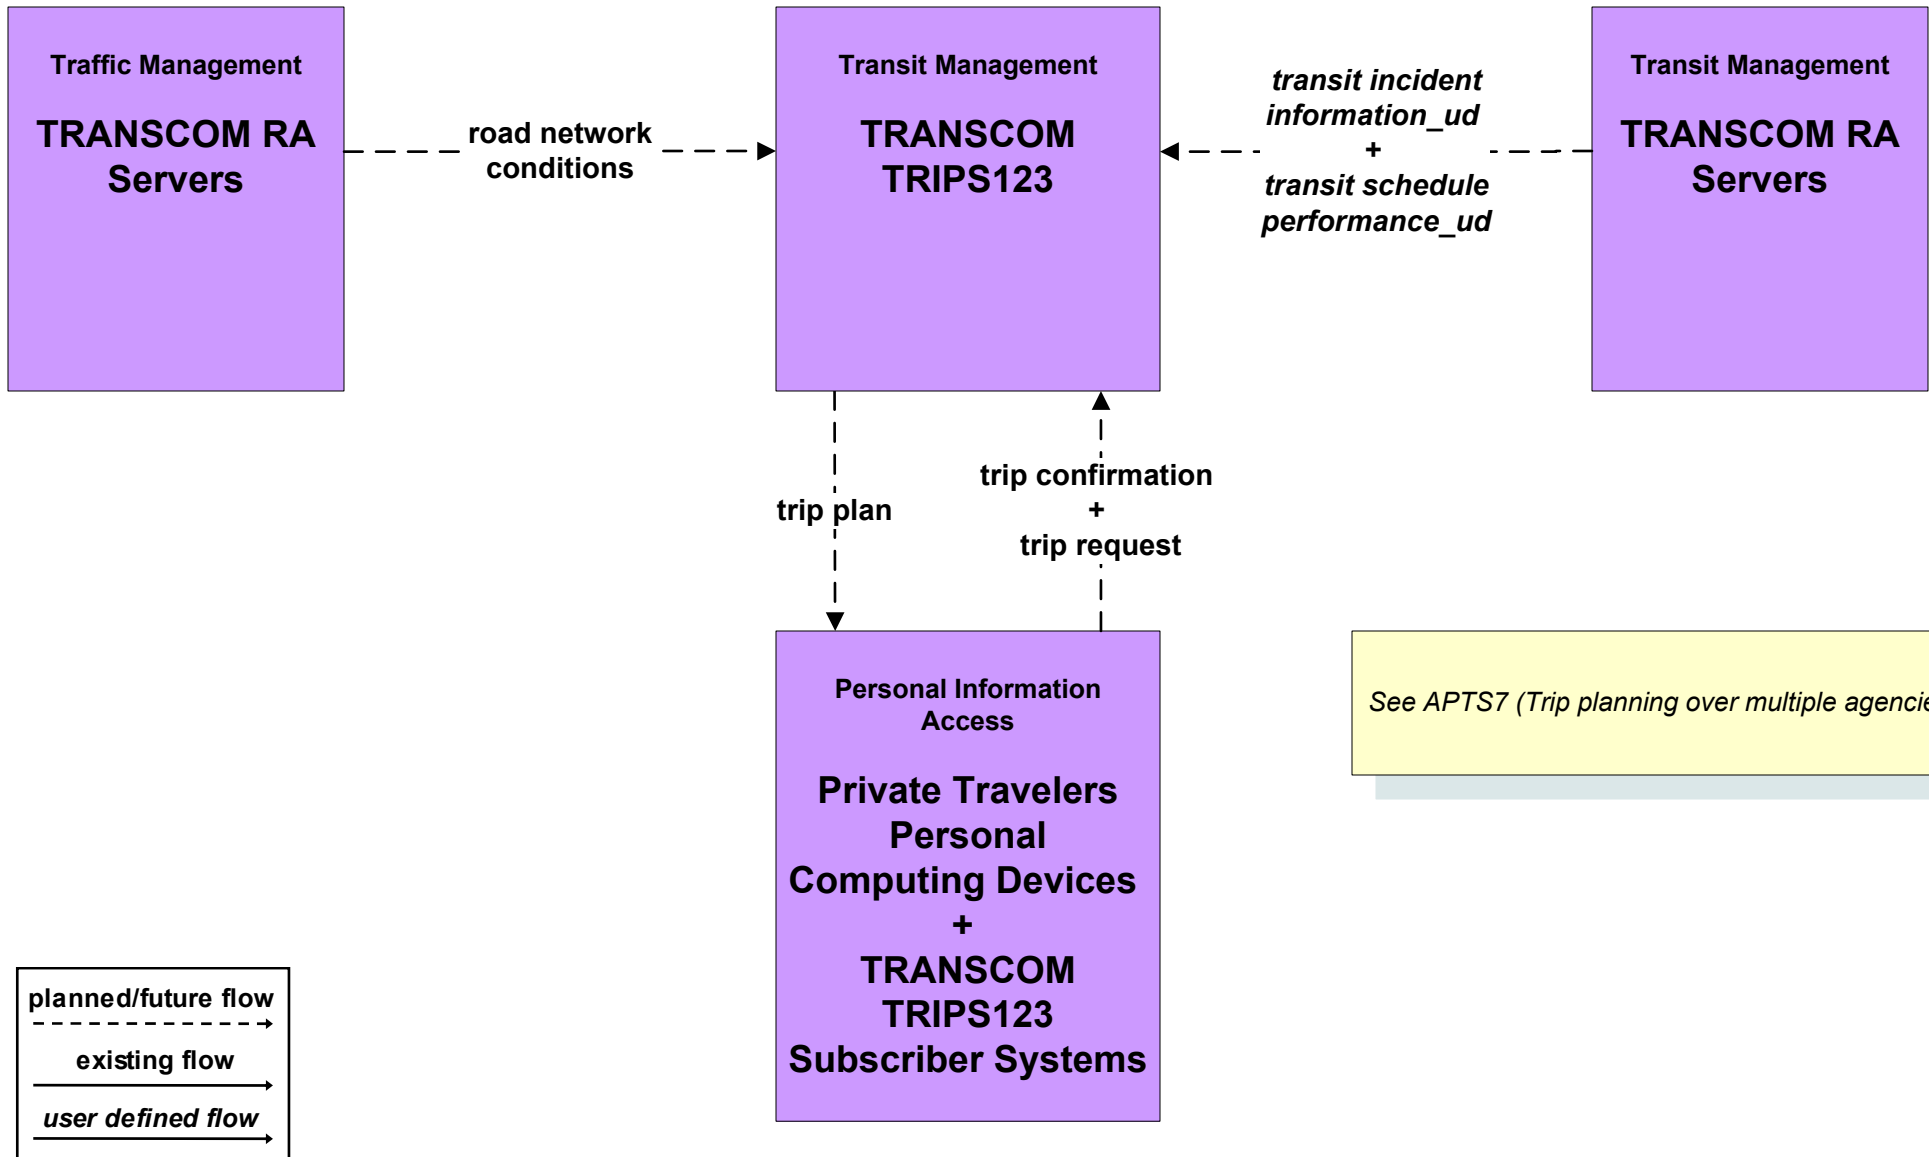 Traffic Management
TRANSCOM RA
Servers
road network
conditions
Transit Management
TRANSCOM
TRIPS123
transit incident
information_ud
+
transit schedule
performance_ud
Transit Management
TRANSCOM RA
Servers
trip plan
trip confirmation
+
trip request
Personal Information
Access
Private Travelers
Personal
Computing Devices
+
TRANSCOM
TRIPS123
Subscriber Systems
See APTS7 (Trip planning over multiple agencie
planned/future flow
existing flow
user defined flow